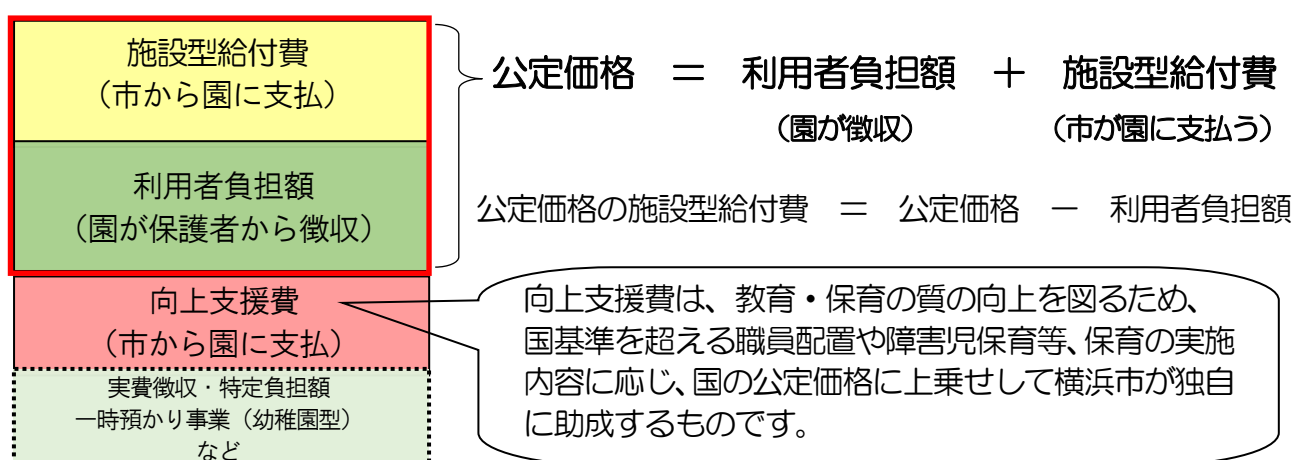 施設型給付費
（市から園に支払）
利用者負担額
（園が保護者から徴収）
向上支援費
（市から園に支払）
実費徴収・特定負担額
一時預かり事業（幼稚園型）
など
公定価格　＝　利用者負担額　＋　施設型給付費
（園が徴収）　（市が園に支払う）
公定価格の施設型給付費　＝　公定価格　－　利用者負担額
向上支援費は、教育・保育の質の向上を図るため、
国基準を超える職員配置や障害児保育等、保育の実施
内容に応じ、国の公定価格に上乗せして横浜市が独自
に助成するものです。